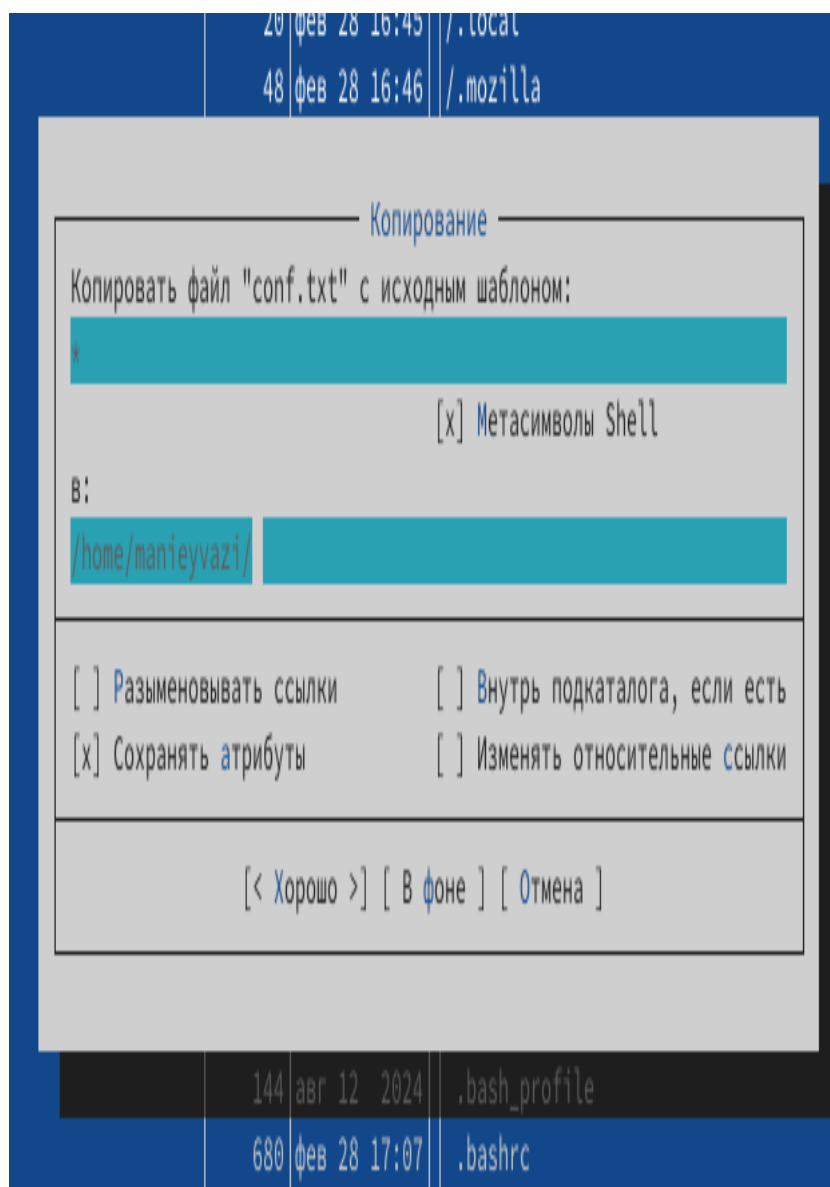 20 фев 28 16:45 /.local
48 фев 28 16:46 /.mozilla
Копирование
Копировать файл "conf.txt" с исходным шаблоном:
*
[x] Метасимволы Shell
в:
/home/manieyvazi/
[ ] Разыменовывать ссылки [ ] Внутрь подкаталога, если есть
[x] Сохранять атрибуты [ ] Изменять относительные ссылки
[< Хорошо >] [ В фоне ] [ Отмена ]
144 авг 12 2024 .bash_profile
680 фев 28 17:07 .bashrc